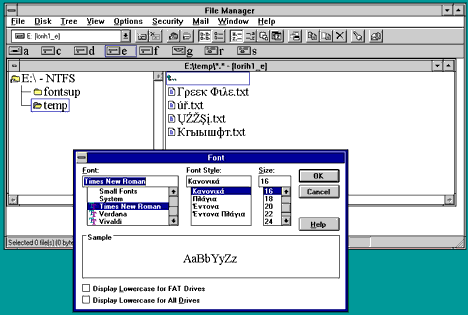 File Manager
File Disk Tree View Options Security Mail Window Help
E: [lorih1_e]
a c d e f g r s
E:\temp\*.* - [lorih1_e]
E:\ - NTFS
fontsup
temp
Γρεεκ Φιλε.txt
úř.txt
ŲŹŽŞį.txt
Кгыышфт.txt
Font
Font:
Times New Roman
Small Fonts
System
Times New Roman
Verdana
Vivaldi
Font Style:
Κανονικά
Κανονικά
Πλάγια
Έντονα
Έντονα Πλάγια
Size:
16
16
18
20
22
24
OK
Cancel
Help
Sample
AaBbYyZz
Display Lowercase for FAT Drives
Display Lowercase for All Drives
Selected 0 file(s) (0 byte